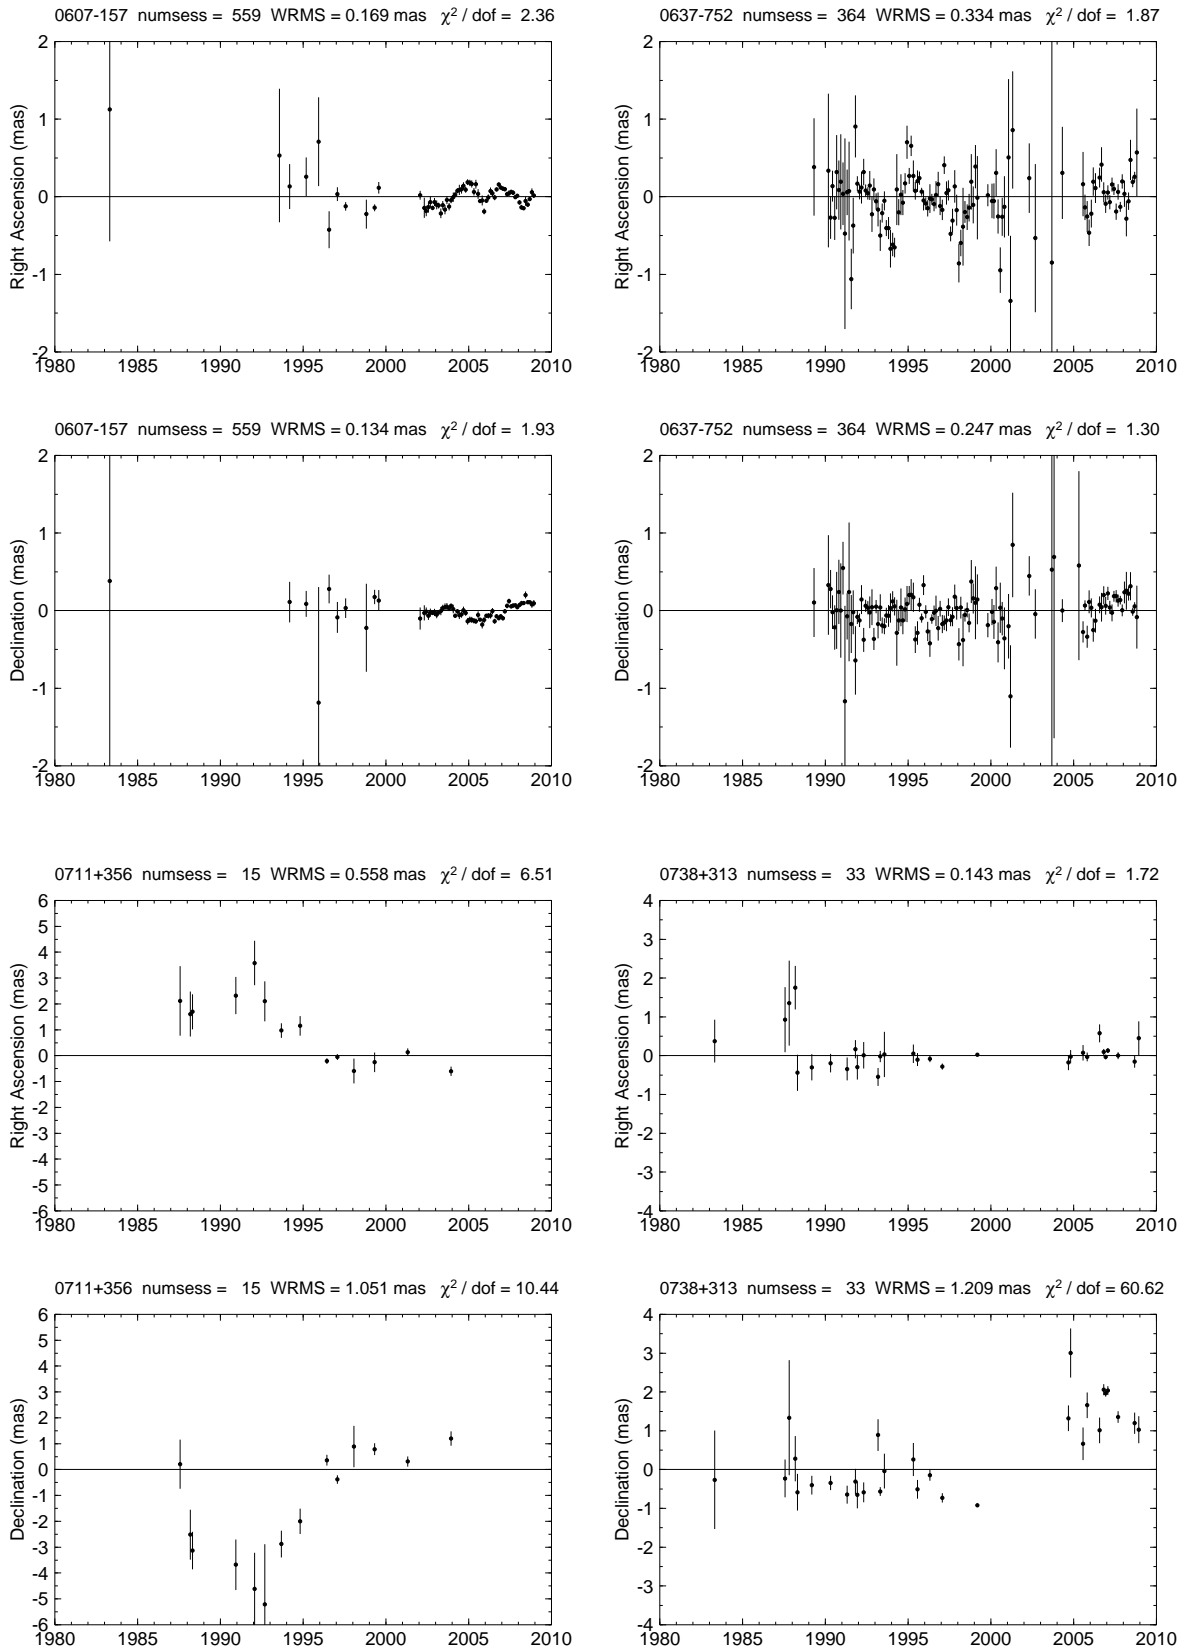 0607-157 numsess = 559 WRMS = 0.169 mas χ² / dof = 2.36
2
1
0
-1
-2
Right Ascension (mas)
1980 1985 1990 1995 2000 2005 2010
0637-752 numsess = 364 WRMS = 0.334 mas χ² / dof = 1.87
2
1
0
-1
-2
Right Ascension (mas)
1980 1985 1990 1995 2000 2005 2010
0607-157 numsess = 559 WRMS = 0.134 mas χ² / dof = 1.93
2
1
0
-1
-2
Declination (mas)
1980 1985 1990 1995 2000 2005 2010
0637-752 numsess = 364 WRMS = 0.247 mas χ² / dof = 1.30
2
1
0
-1
-2
Declination (mas)
1980 1985 1990 1995 2000 2005 2010
0711+356 numsess = 15 WRMS = 0.558 mas χ² / dof = 6.51
6
5
4
3
2
1
0
-1
-2
-3
-4
-5
-6
Right Ascension (mas)
1980 1985 1990 1995 2000 2005 2010
0738+313 numsess = 33 WRMS = 0.143 mas χ² / dof = 1.72
4
3
2
1
0
-1
-2
-3
-4
Right Ascension (mas)
1980 1985 1990 1995 2000 2005 2010
0711+356 numsess = 15 WRMS = 1.051 mas χ² / dof = 10.44
6
5
4
3
2
1
0
-1
-2
-3
-4
-5
-6
Declination (mas)
1980 1985 1990 1995 2000 2005 2010
0738+313 numsess = 33 WRMS = 1.209 mas χ² / dof = 60.62
4
3
2
1
0
-1
-2
-3
-4
Declination (mas)
1980 1985 1990 1995 2000 2005 2010